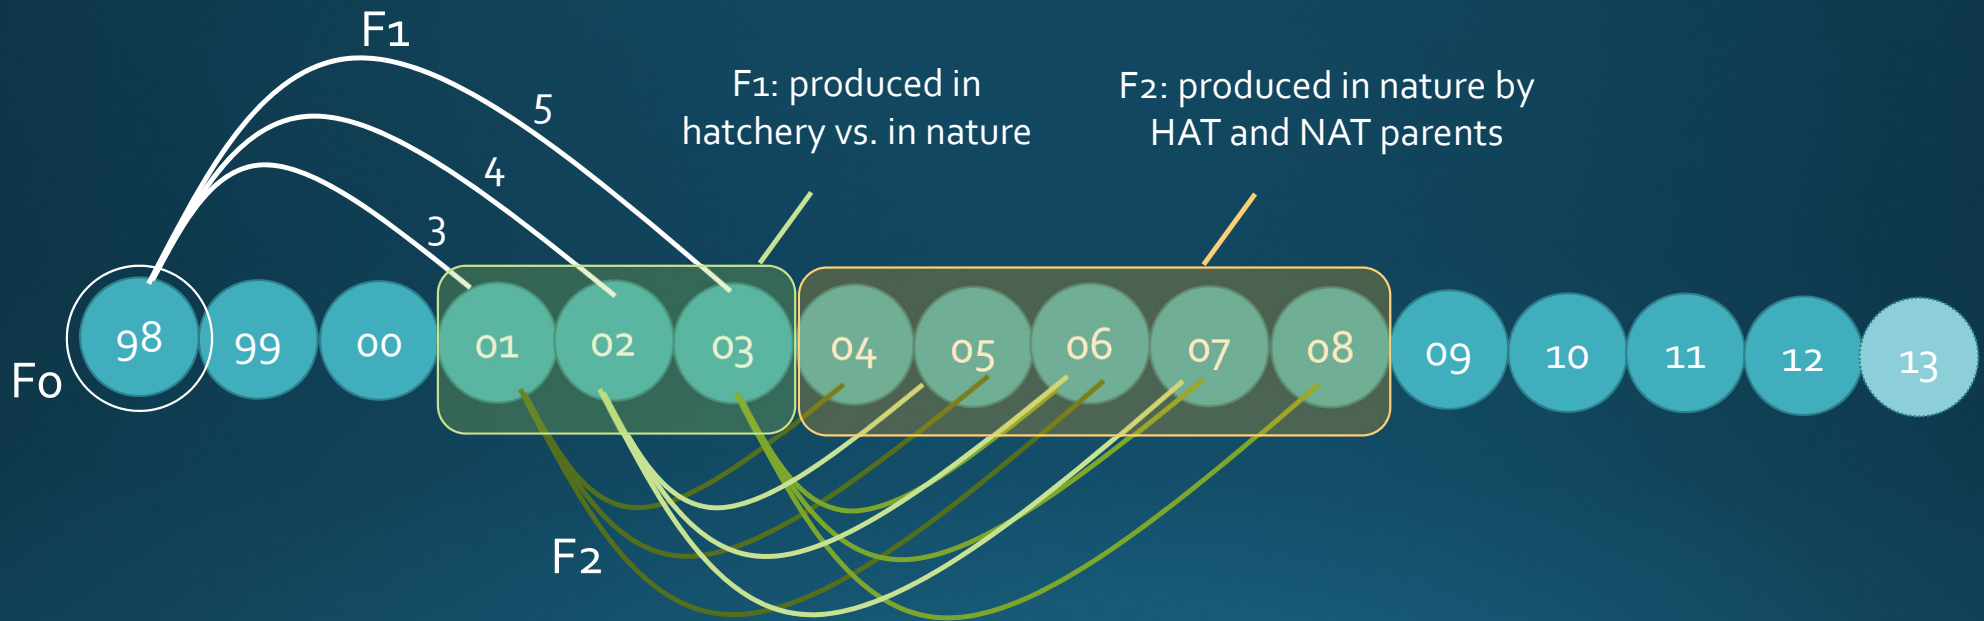 F1
5
4
3
F1: produced in
hatchery vs. in nature
F2: produced in nature by
HAT and NAT parents
F0
98
99
00
01
02
03
04
05
06
07
08
09
10
11
12
13
F2